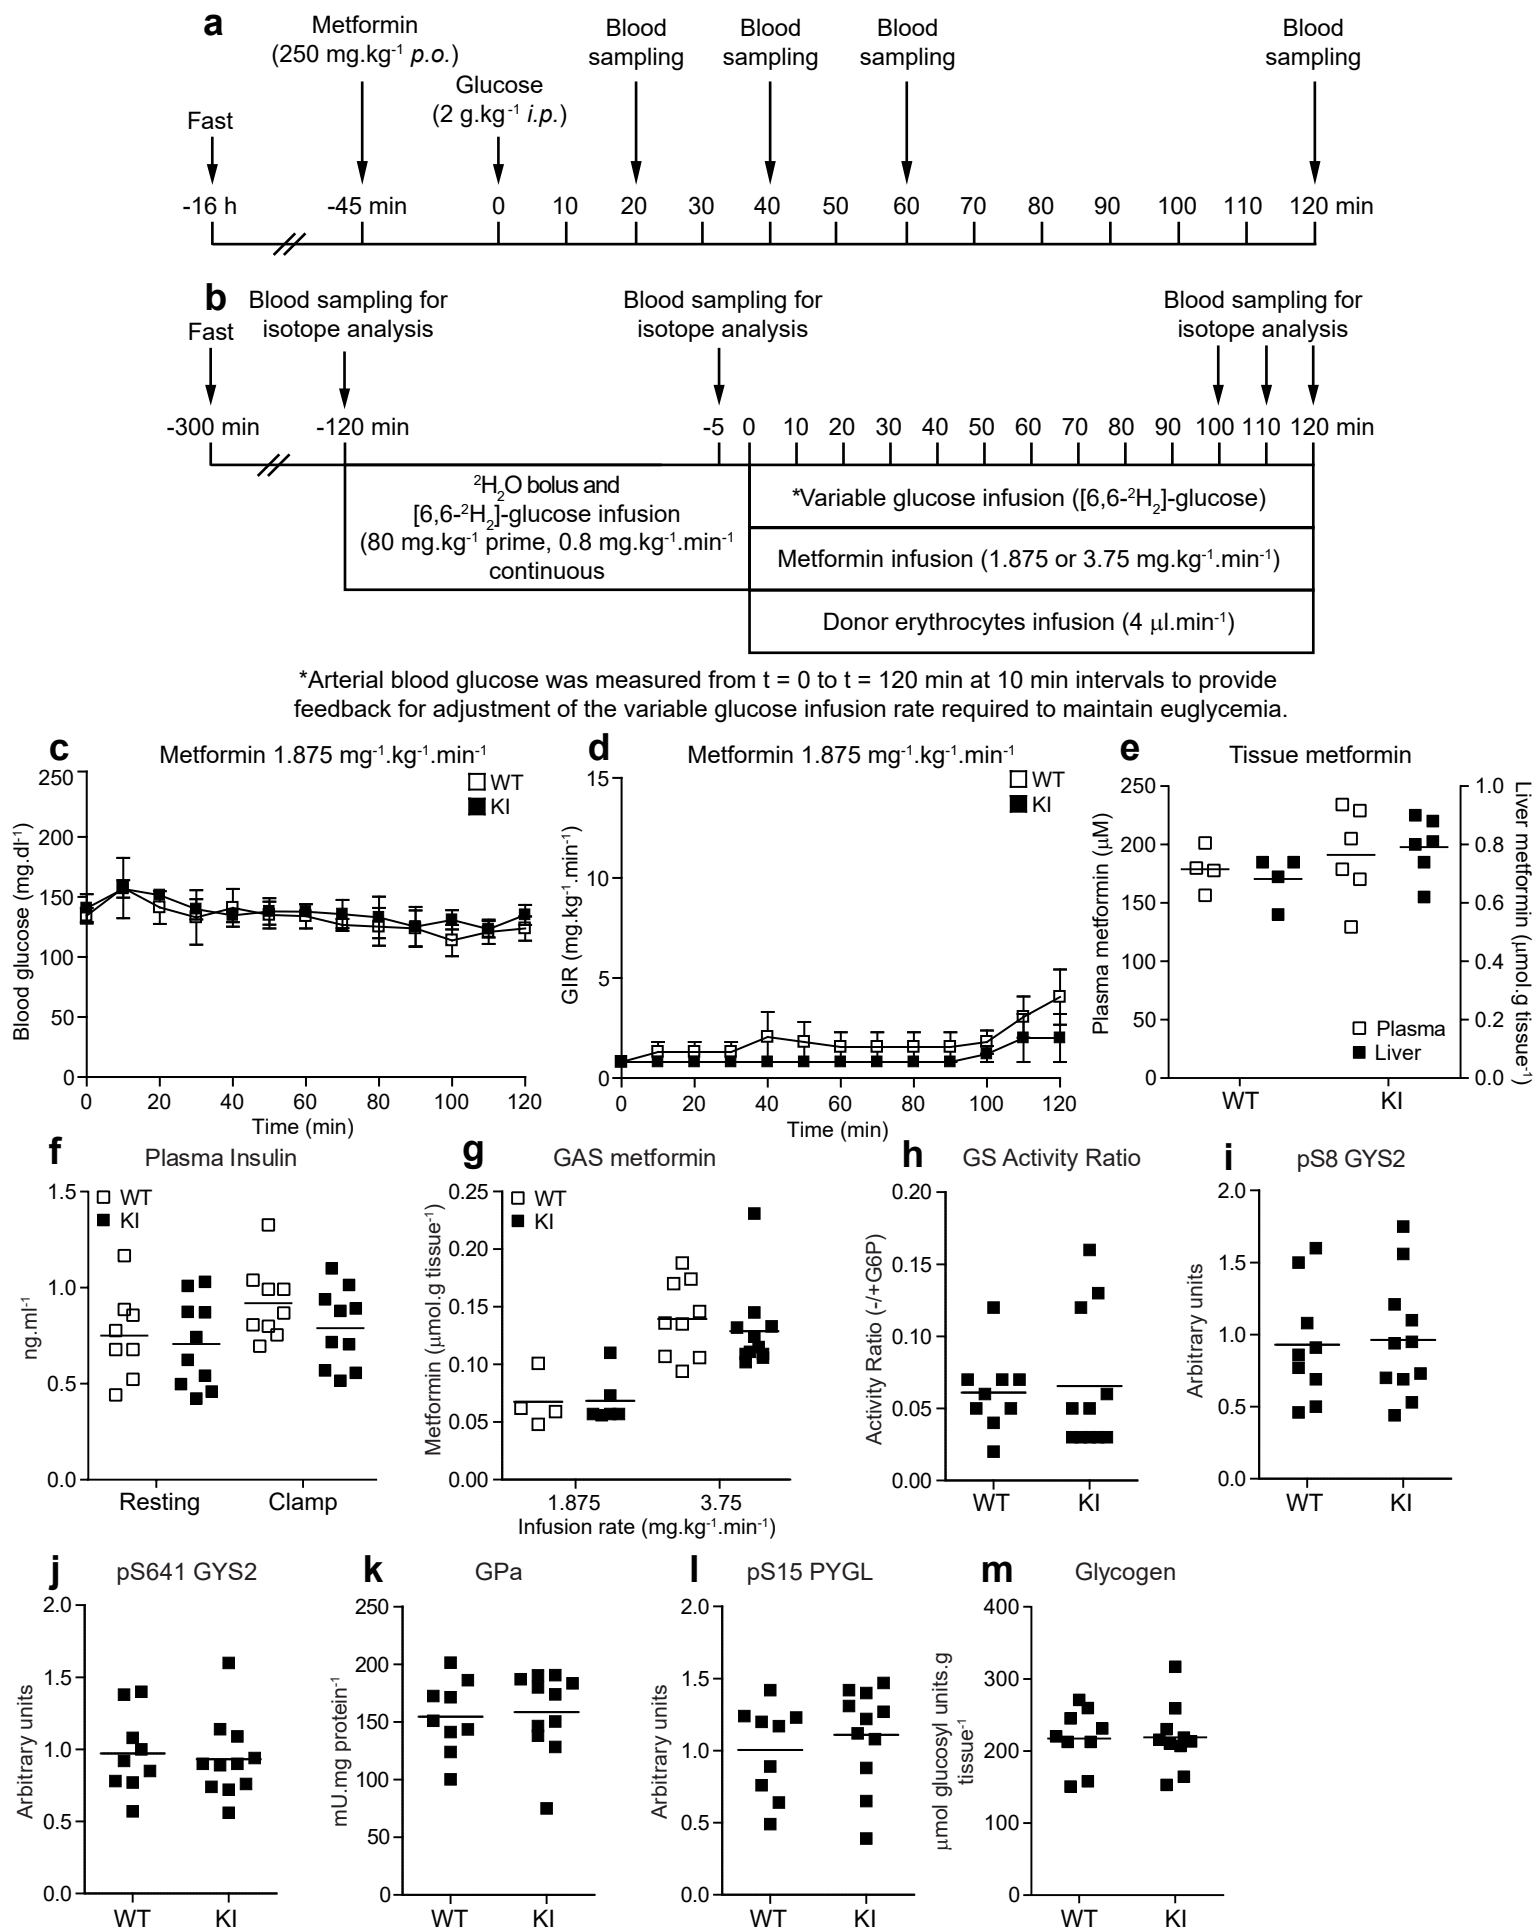 a
Metformin
(250 mg.kg⁻¹ p.o.)
Glucose
(2 g.kg⁻¹ i.p.)
Blood
sampling
Blood
sampling
Blood
sampling
Blood
sampling
Fast
-16 h -45 min 0 10 20 30 40 50 60 70 80 90 100 110 120 min
b
Blood sampling for
isotope analysis
Blood sampling for
isotope analysis
Blood sampling for
isotope analysis
Fast
-300 min -120 min -5 0 10 20 30 40 50 60 70 80 90 100 110 120 min
²H₂O bolus and
[6,6-²H₂]-glucose infusion
(80 mg.kg⁻¹ prime, 0.8 mg.kg⁻¹.min⁻¹
continuous
*Variable glucose infusion ([6,6-²H₂]-glucose)
Metformin infusion (1.875 or 3.75 mg.kg⁻¹.min⁻¹)
Donor erythrocytes infusion (4 μl.min⁻¹)
*Arterial blood glucose was measured from t = 0 to t = 120 min at 10 min intervals to provide
feedback for adjustment of the variable glucose infusion rate required to maintain euglycemia.
c
Metformin 1.875 mg⁻¹.kg⁻¹.min⁻¹
WT
KI
Blood glucose (mg.dl⁻¹)
250
200
150
100
50
0
0 20 40 60 80 100 120
Time (min)
d
Metformin 1.875 mg⁻¹.kg⁻¹.min⁻¹
WT
KI
GIR (mg.kg⁻¹.min⁻¹)
15
10
5
0
0 20 40 60 80 100 120
Time (min)
e
Tissue metformin
Plasma metformin (μM)
250
200
150
100
50
0
Liver metformin (μmol.g tissue⁻¹)
1.0
0.8
0.6
0.4
0.2
0.0
Plasma
Liver
WT KI
f
Plasma Insulin
WT
KI
ng.ml⁻¹
1.5
1.0
0.5
0.0
Resting Clamp
g
GAS metformin
WT
KI
Metformin (μmol.g tissue⁻¹)
0.25
0.20
0.15
0.10
0.05
0.00
1.875 3.75
Infusion rate (mg.kg⁻¹.min⁻¹)
h
GS Activity Ratio
Activity Ratio (-/+G6P)
0.20
0.15
0.10
0.05
0.00
WT KI
i
pS8 GYS2
Arbitrary units
2.0
1.5
1.0
0.5
0.0
WT KI
j
pS641 GYS2
Arbitrary units
2.0
1.5
1.0
0.5
0.0
WT KI
k
GPa
mU.mg protein⁻¹
250
200
150
100
50
0
WT KI
l
pS15 PYGL
Arbitrary units
2.0
1.5
1.0
0.5
0.0
WT KI
m
Glycogen
μmol glucosyl units.g
tissue⁻¹
400
300
200
100
0
WT KI